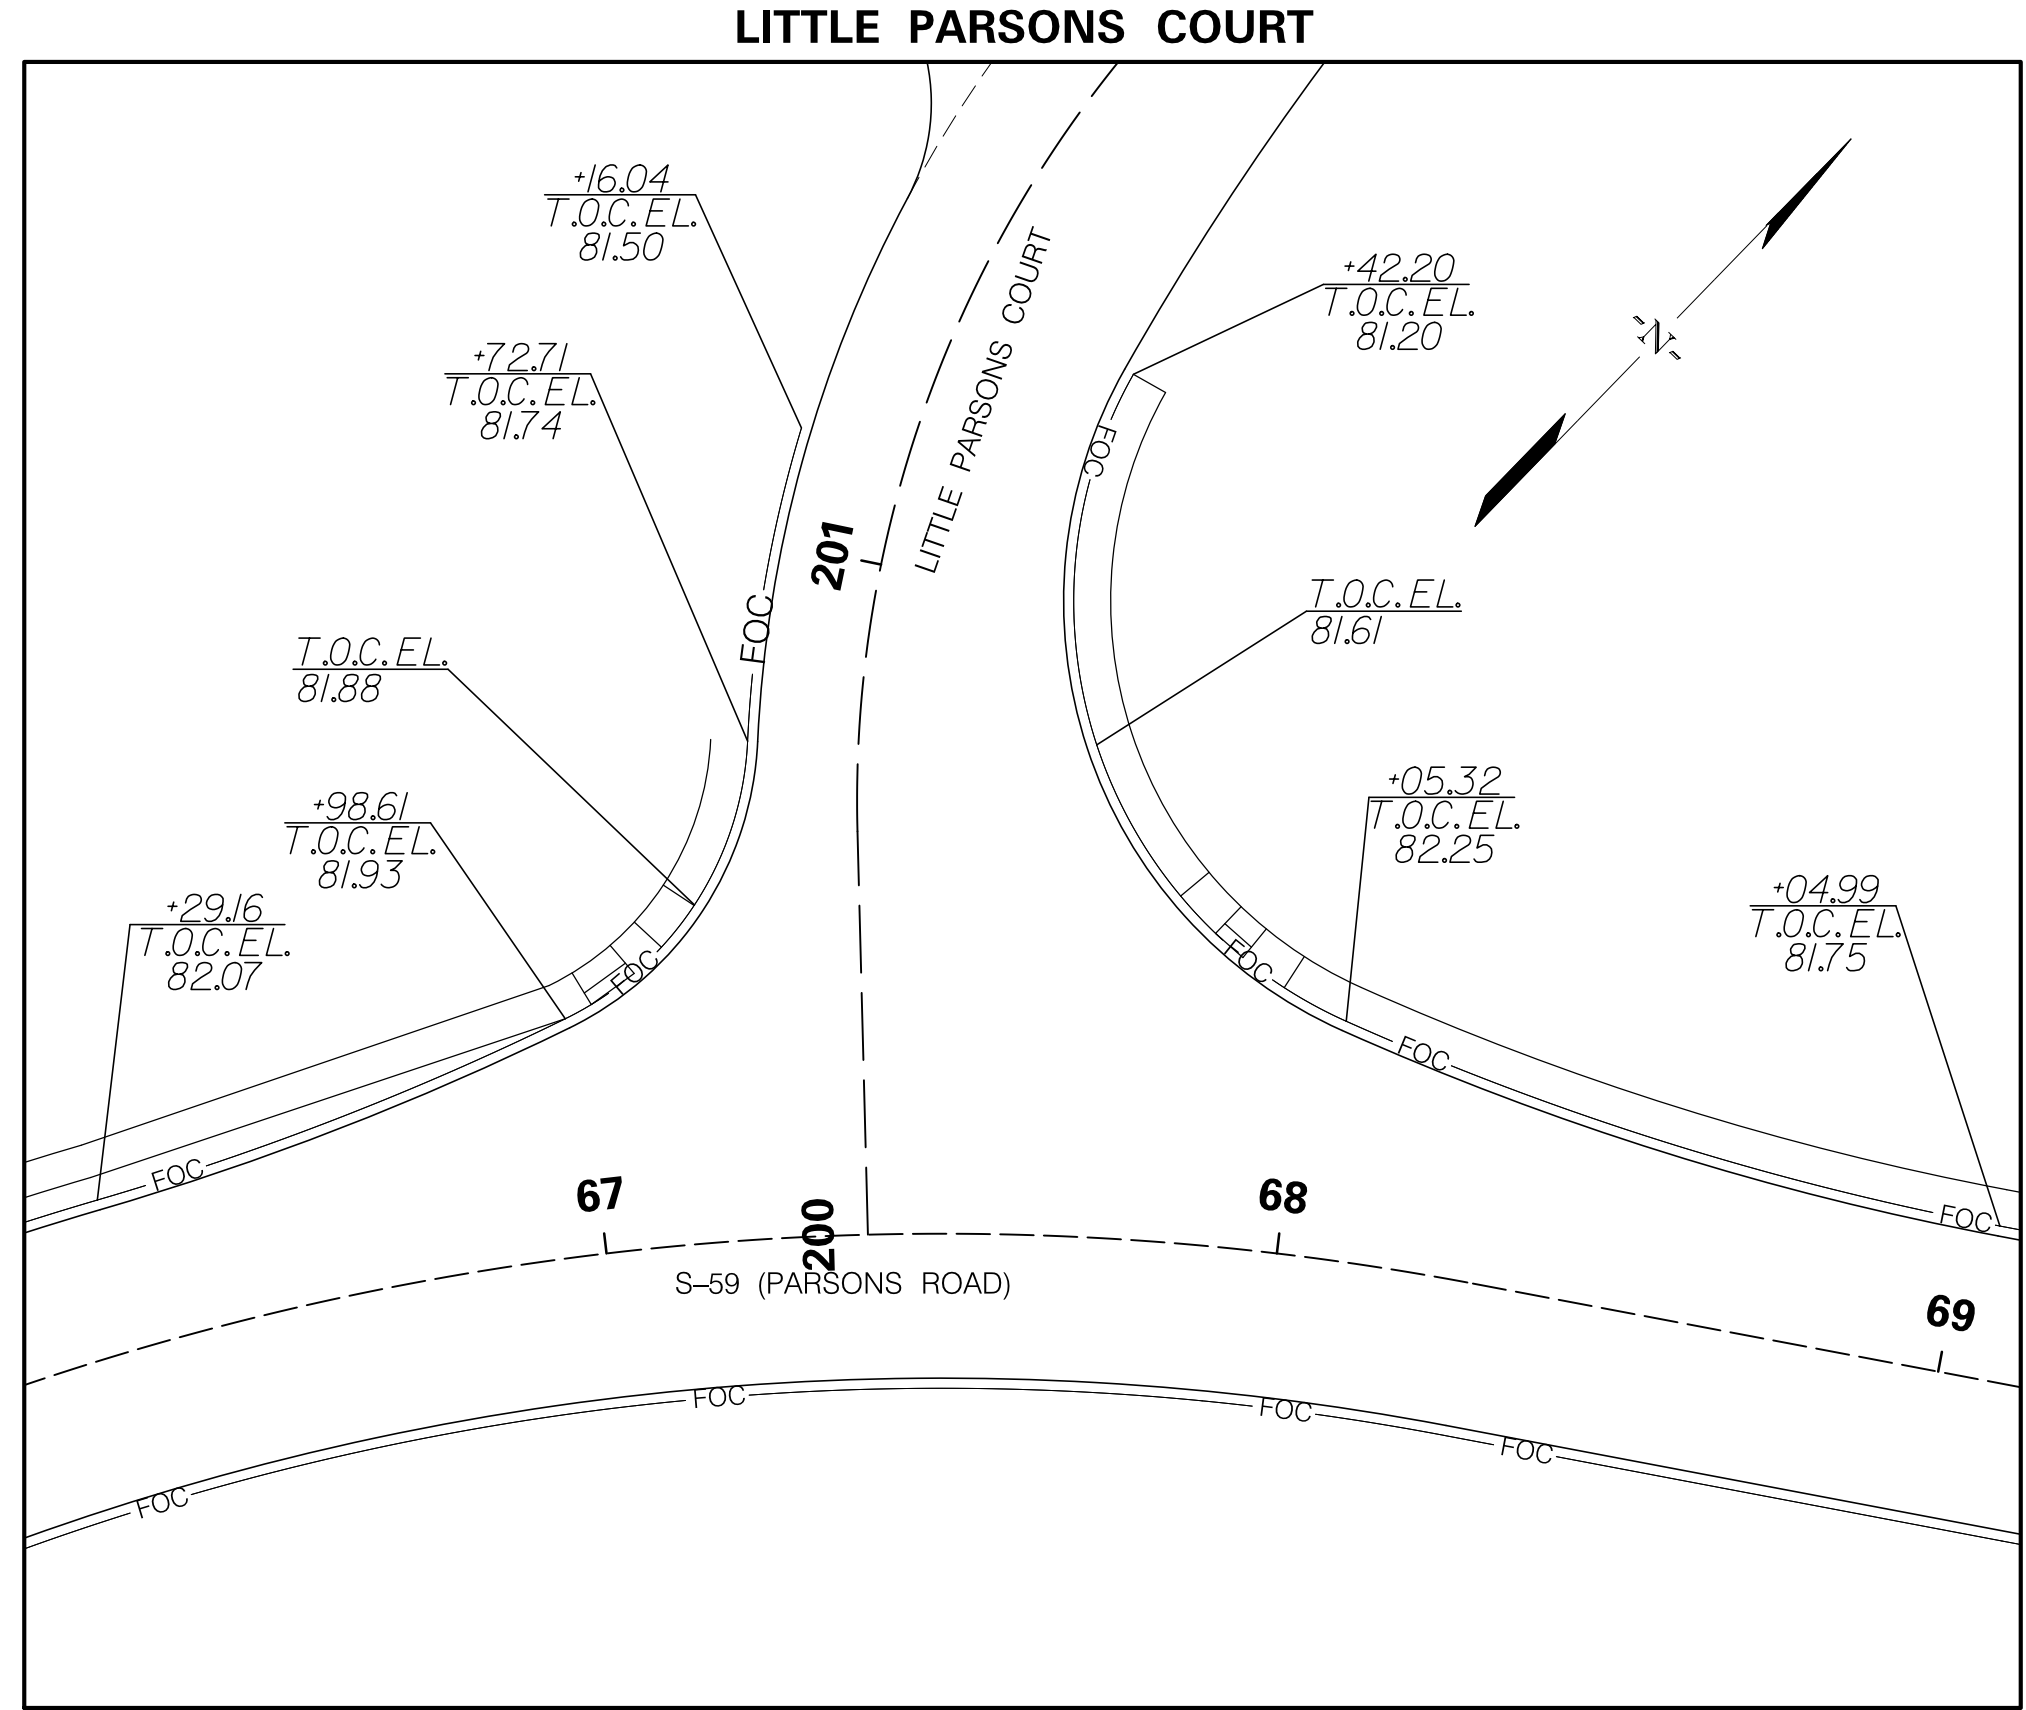 LITTLE PARSONS COURT
+16.04
T.O.C. EL.
81.50
+42.20
T.O.C. EL.
81.20
-N-
+72.71
T.O.C. EL.
81.74
LITTLE PARSONS COURT
FOC
201
FOC
T.O.C. EL.
81.61
T.O.C. EL.
81.88
+98.61
T.O.C. EL.
81.93
+05.32
T.O.C. EL.
82.25
+29.16
T.O.C. EL.
82.07
+04.99
T.O.C. EL.
81.75
FOC
FOC
FOC
FOC
FOC
67
200
68
S-59 (PARSONS ROAD)
69
FOC
FOC
FOC
FOC